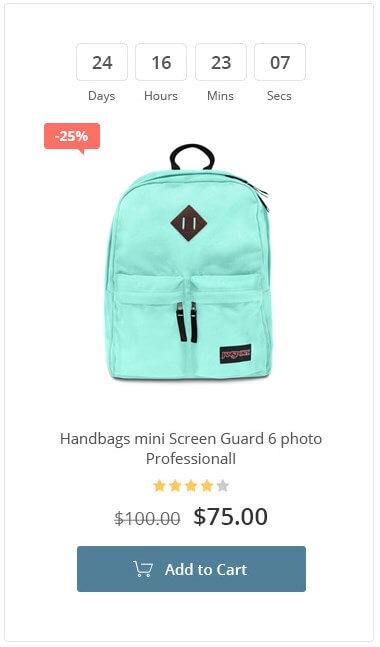 24 16 23 07
Days Hours Mins Secs
-25%
JANSPORT
Handbags mini Screen Guard 6 photo
Professionall
$100.00 $75.00
Add to Cart